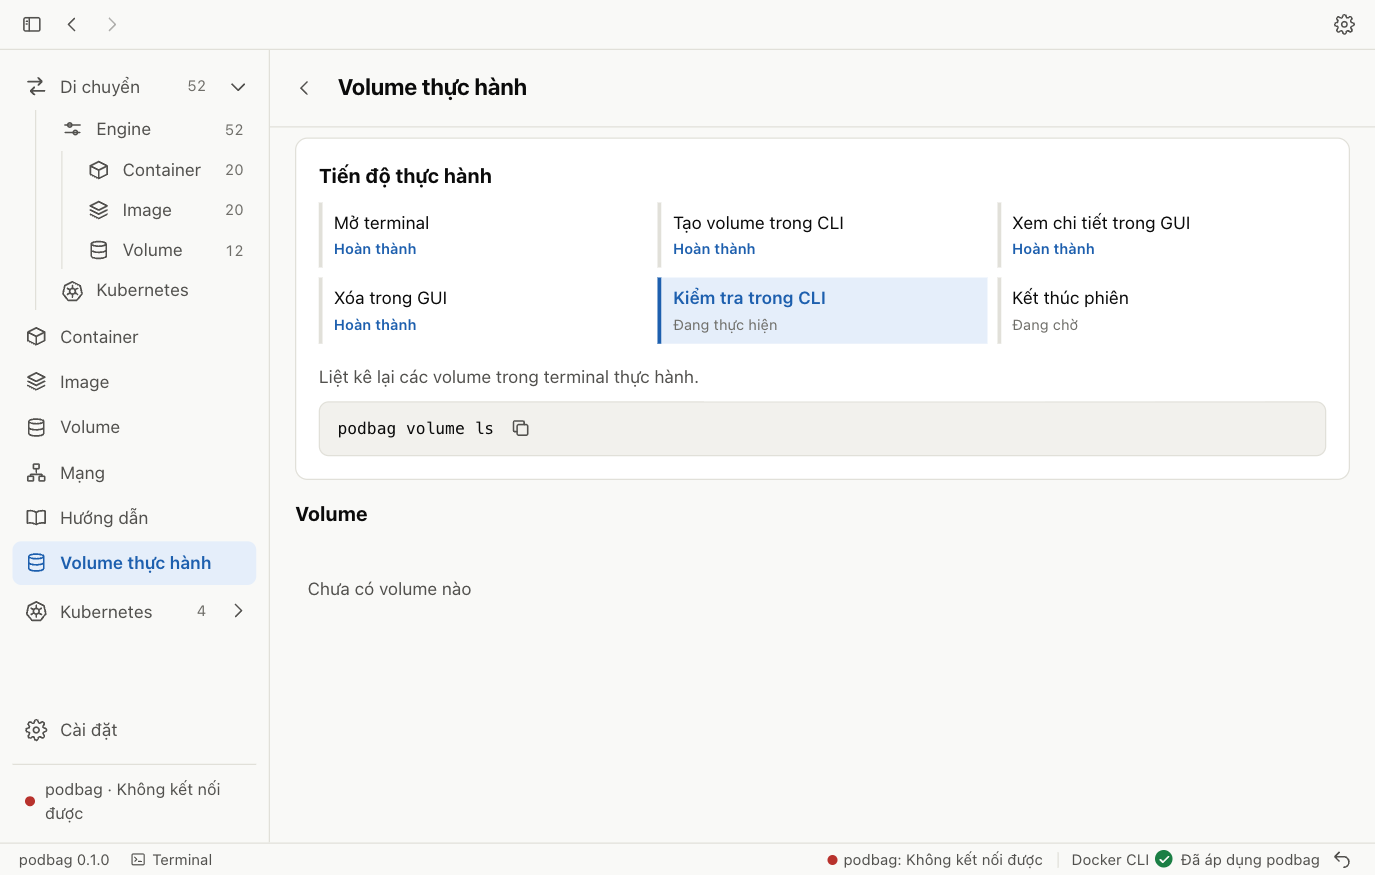 Di chuyển 52
Engine 52
Container 20
Image 20
Volume 12
Kubernetes
Container
Image
Volume
Mạng
Hướng dẫn
Volume thực hành
Kubernetes 4
Cài đặt
podbag · Không kết nối
được
Volume thực hành
Tiến độ thực hành
Mở terminal
Hoàn thành
Tạo volume trong CLI
Hoàn thành
Xem chi tiết trong GUI
Hoàn thành
Xóa trong GUI
Hoàn thành
Kiểm tra trong CLI
Đang thực hiện
Kết thúc phiên
Đang chờ
Liệt kê lại các volume trong terminal thực hành.
podbag volume ls
Volume
Chưa có volume nào
podbag 0.1.0 Terminal podbag: Không kết nối được Docker CLI Đã áp dụng podbag